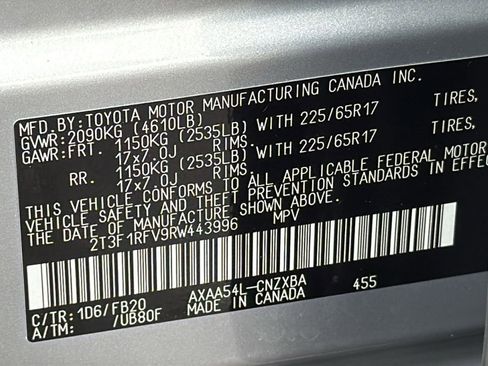 MFD.BY:TOYOTA MOTOR MANUFACTURING CANADA INC.
GVWR:2090KG (4610LB)
GAWR:FRT. 1150KG (2535LB) WITH 225/65R17 TIRES,
17x7.0J RIMS.
RR. 1150KG (2535LB) WITH 225/65R17 TIRES,
17x7.0J RIMS.
THIS VEHICLE CONFORMS TO ALL APPLICABLE FEDERAL MOTOR
VEHICLE SAFETY AND THEFT PREVENTION STANDARDS IN EFFEC
THE DATE OF MANUFACTURE SHOWN ABOVE.
2T3F1RFV9RW443996 MPV
C/TR:1D6/FB20 AXAA54L-CNZXBA 455
A/TM: /UB80F MADE IN CANADA